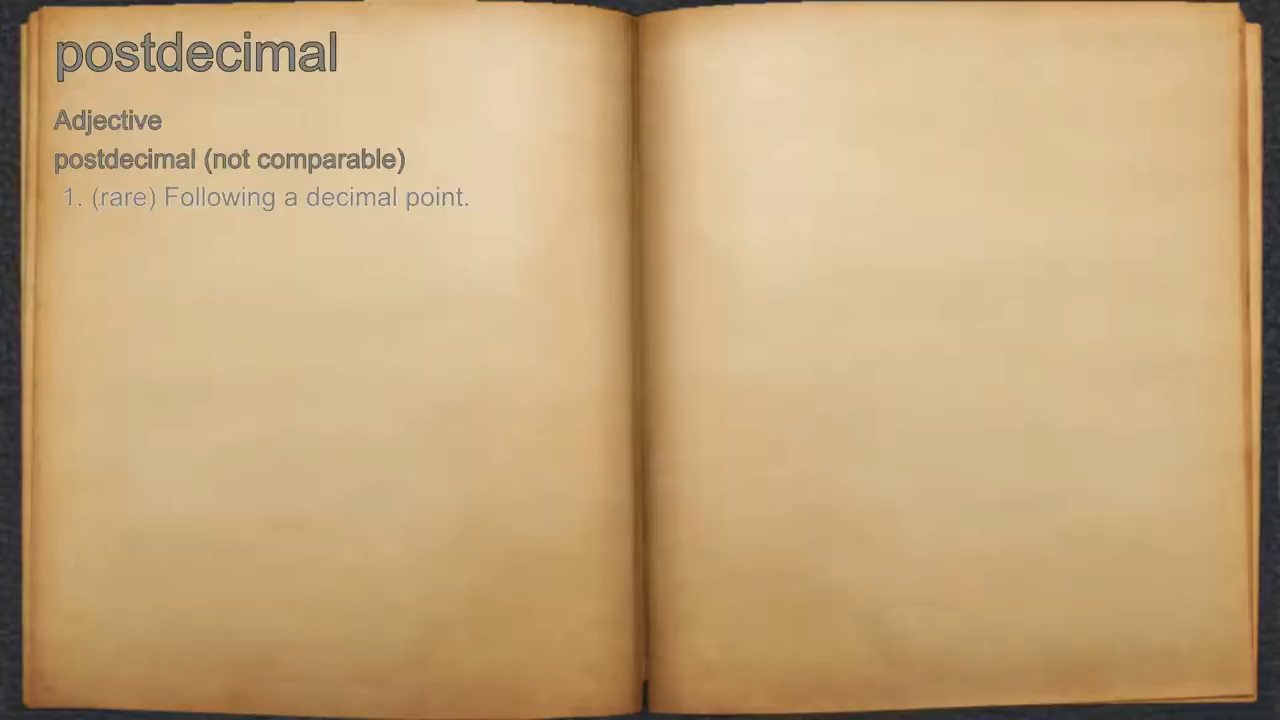 postdecimal
Adjective
postdecimal (not comparable)
1. (rare) Following a decimal point.